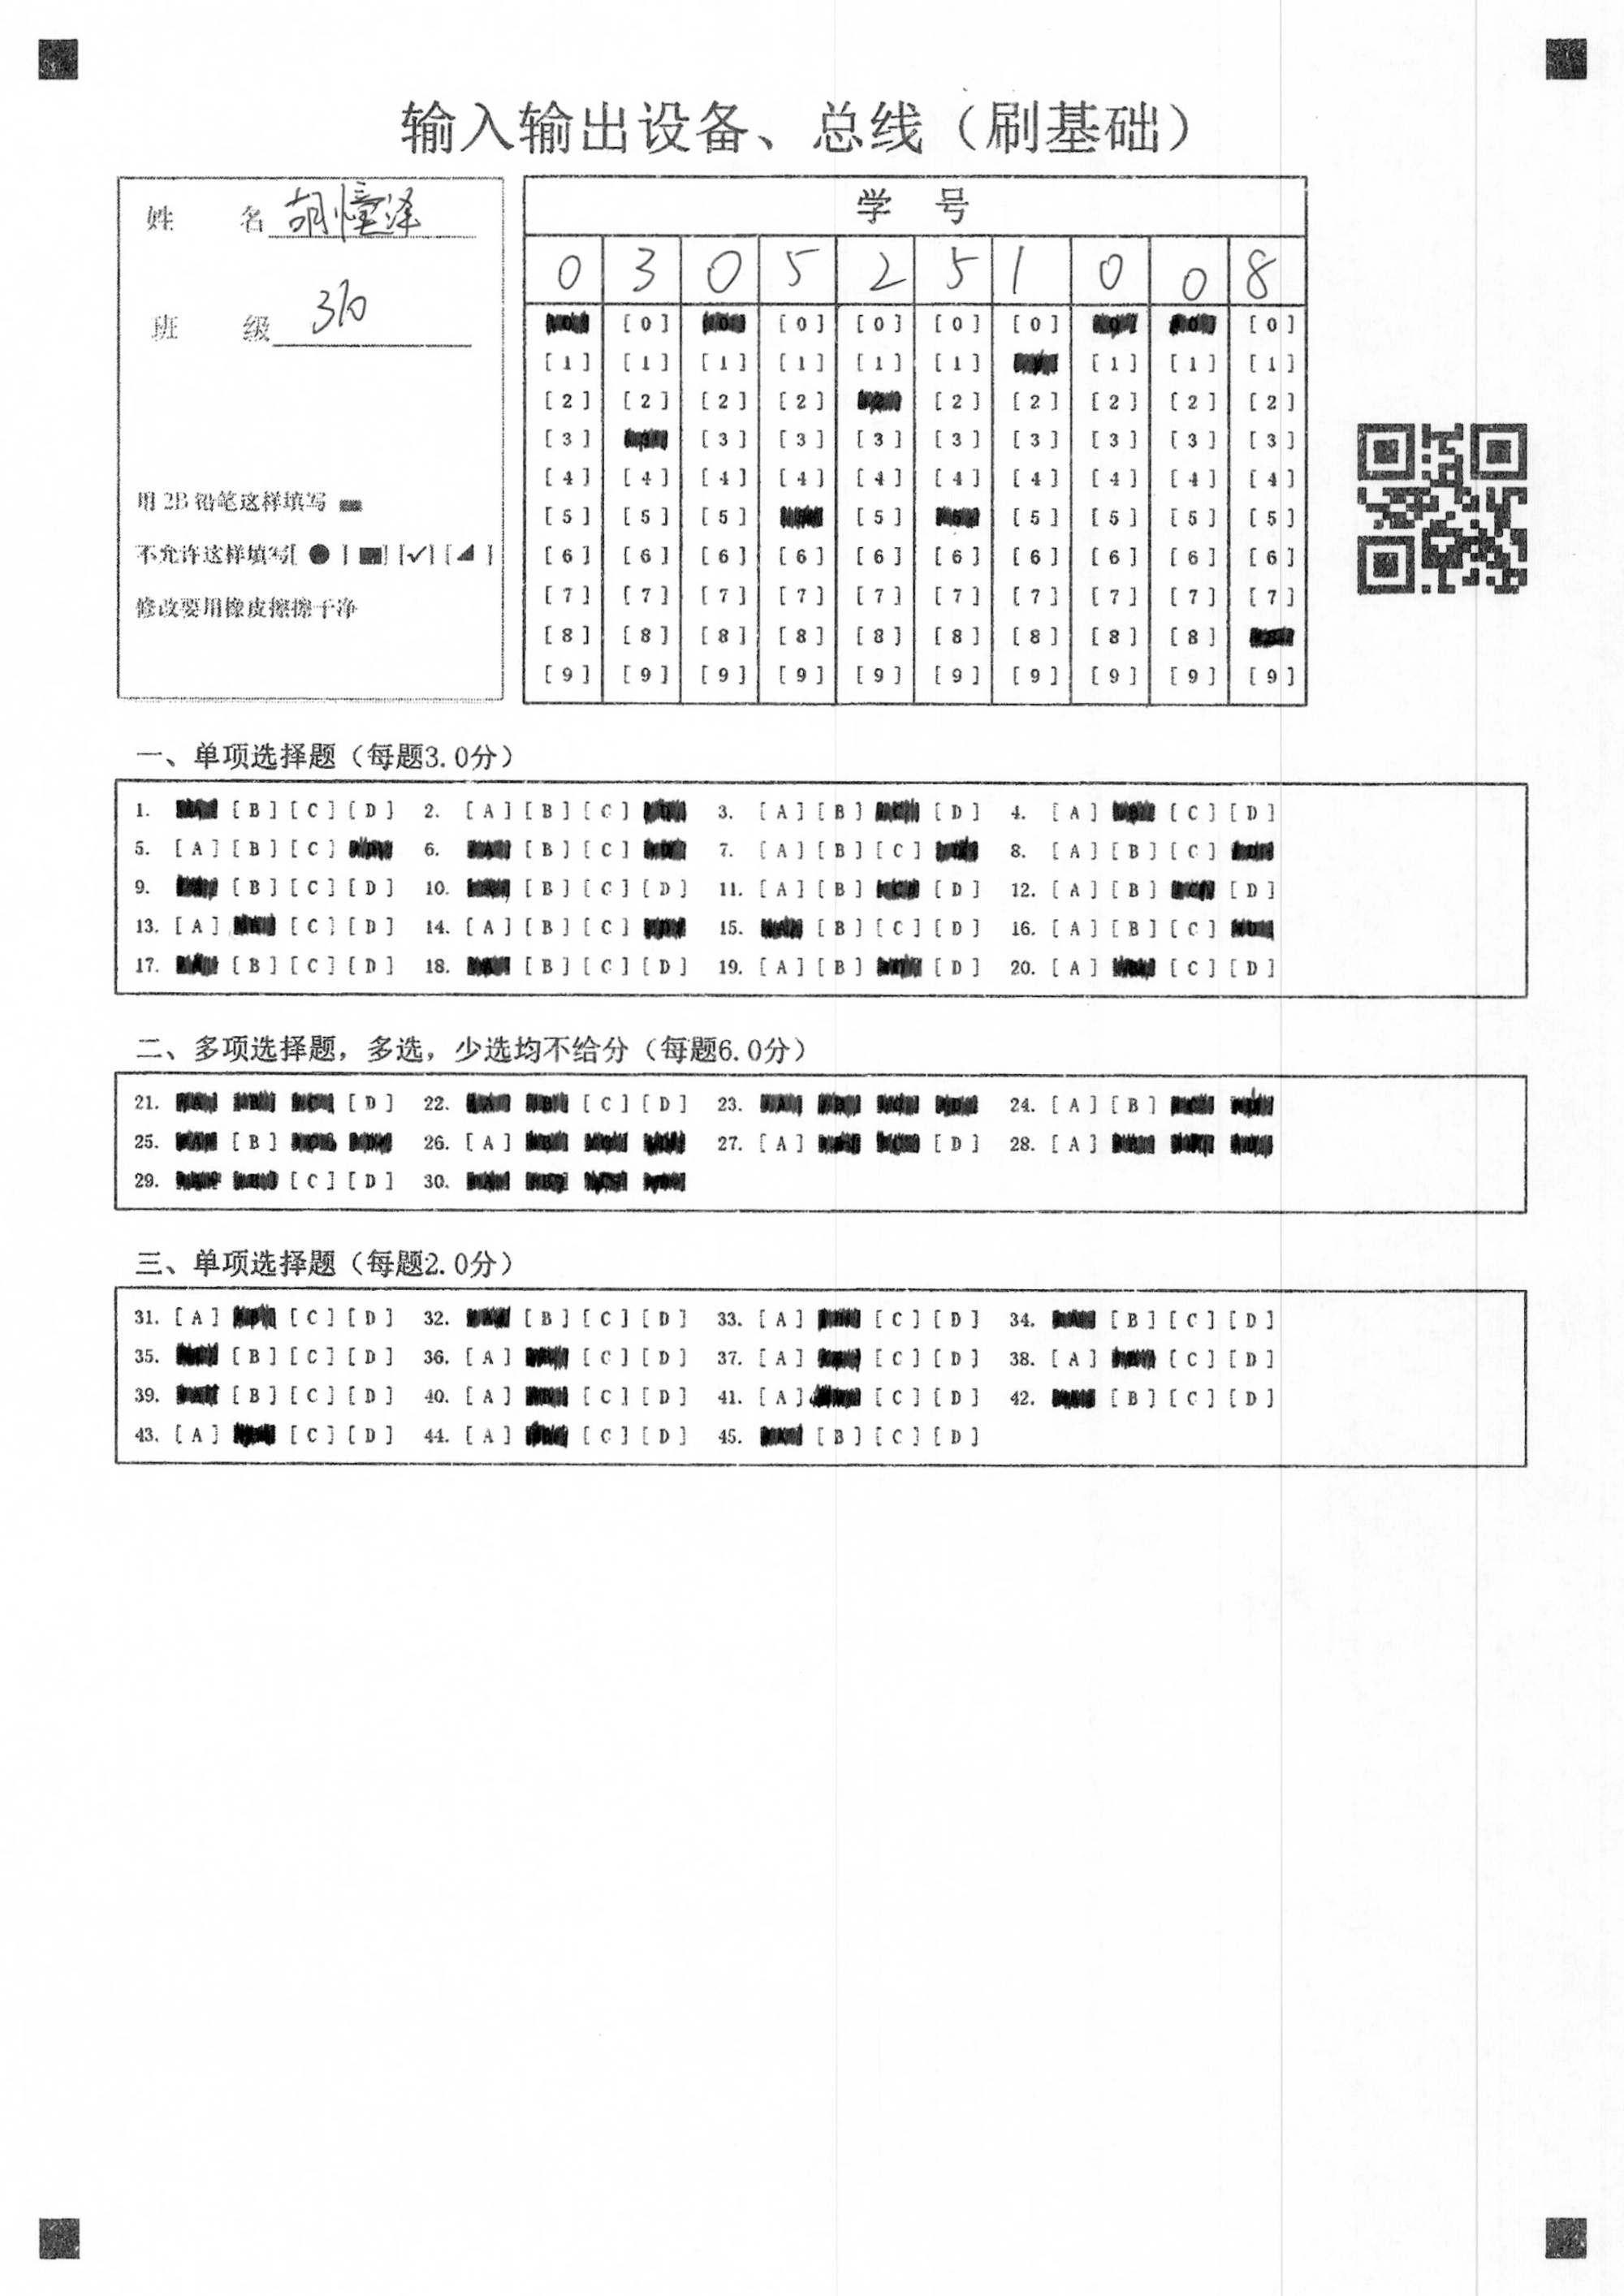 输入输出设备、总线（刷基础）
姓 名 胡憧泽
班 级 310
用 2B 铅笔这样填写
不允许这样填写[ ● ] [■] [✓] [◢ ]
修改要用橡皮擦擦干净
学 号
0 3 0 5 2 5 1 0 0 8
[0] [0] [0] [0] [0] [0]
[1] [1] [1] [1] [1] [1] [1] [1] [1]
[2] [2] [2] [2] [2] [2] [2] [2] [2]
[3] [3] [3] [3] [3] [3] [3] [3] [3]
[4] [4] [4] [4] [4] [4] [4] [4] [4] [4]
[5] [5] [5] [5] [5] [5] [5] [5]
[6] [6] [6] [6] [6] [6] [6] [6] [6] [6]
[7] [7] [7] [7] [7] [7] [7] [7] [7] [7]
[8] [8] [8] [8] [8] [8] [8] [8] [8]
[9] [9] [9] [9] [9] [9] [9] [9] [9] [9]
一、单项选择题（每题3.0分）
1. [B] [C] [D] 2. [A] [B] [C] 3. [A] [B] [D] 4. [A] [C] [D]
5. [A] [B] [C] 6. [B] [C] 7. [A] [B] [C] 8. [A] [B] [C]
9. [B] [C] [D] 10. [B] [C] [D] 11. [A] [B] [D] 12. [A] [B] [D]
13. [A] [C] [D] 14. [A] [B] [C] 15. [B] [C] [D] 16. [A] [B] [C]
17. [B] [C] [D] 18. [B] [C] [D] 19. [A] [B] [D] 20. [A] [C] [D]
二、多项选择题，多选，少选均不给分（每题6.0分）
21. [D] 22. [C] [D] 23. 24. [A] [B]
25. [B] 26. [A] 27. [A] [D] 28. [A]
29. [C] [D] 30.
三、单项选择题（每题2.0分）
31. [A] [C] [D] 32. [B] [C] [D] 33. [A] [C] [D] 34. [B] [C] [D]
35. [B] [C] [D] 36. [A] [C] [D] 37. [A] [C] [D] 38. [A] [C] [D]
39. [B] [C] [D] 40. [A] [C] [D] 41. [A] [C] [D] 42. [B] [C] [D]
43. [A] [C] [D] 44. [A] [C] [D] 45. [B] [C] [D]